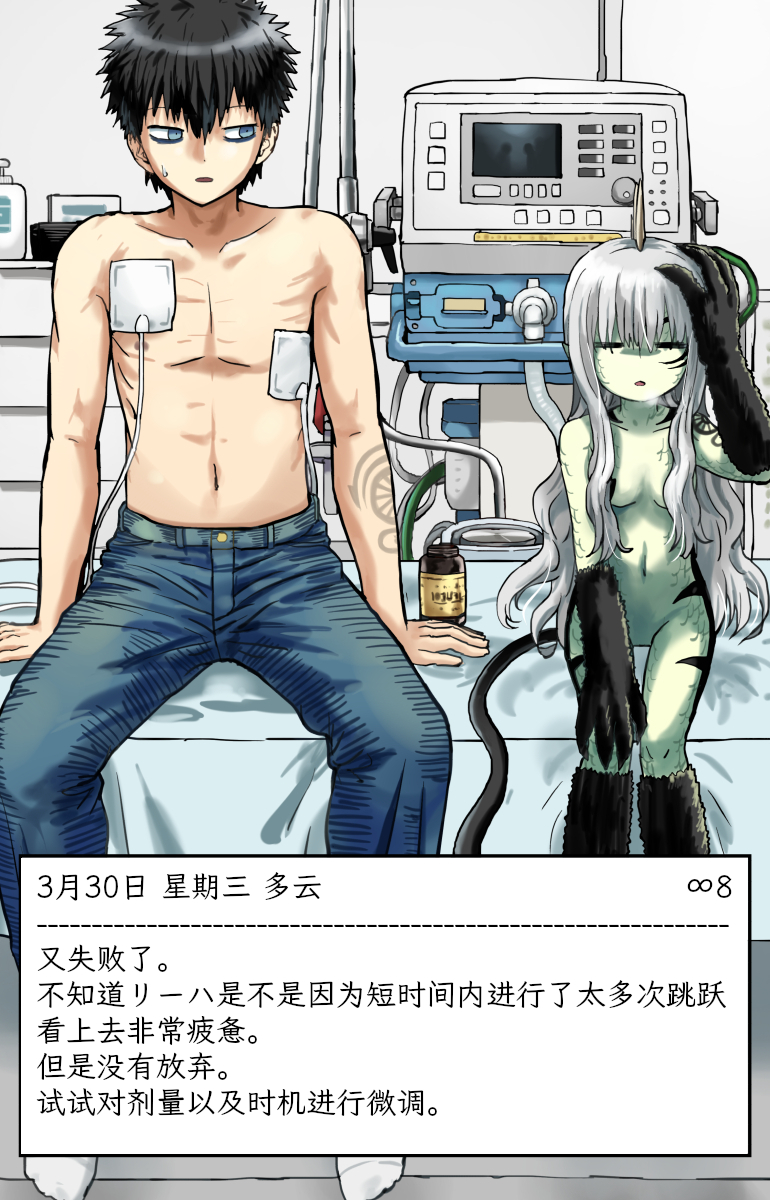 3月30日 星期三 多云 ∞8
又失败了。
不知道リーハ是不是因为短时间内进行了太多次跳跃
看上去非常疲惫。
但是没有放弃。
试试对剂量以及时机进行微调。